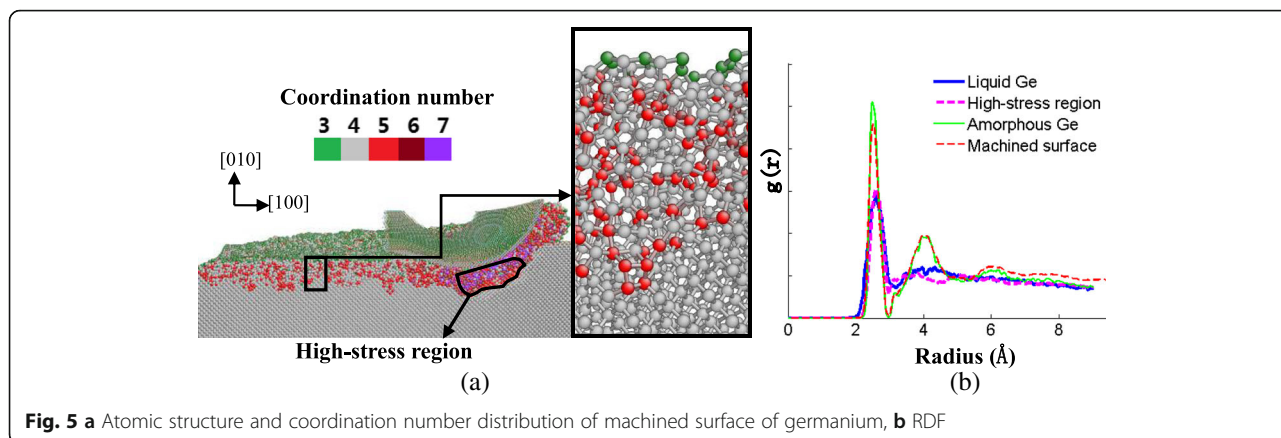 Coordination number
3 4 5 6 7
[010]
[100]
High-stress region
(a)
Liquid Ge
High-stress region
Amorphous Ge
Machined surface
g(r)
0 2 4 6 8
Radius (Å)
(b)
Fig. 5 a Atomic structure and coordination number distribution of machined surface of germanium, b RDF